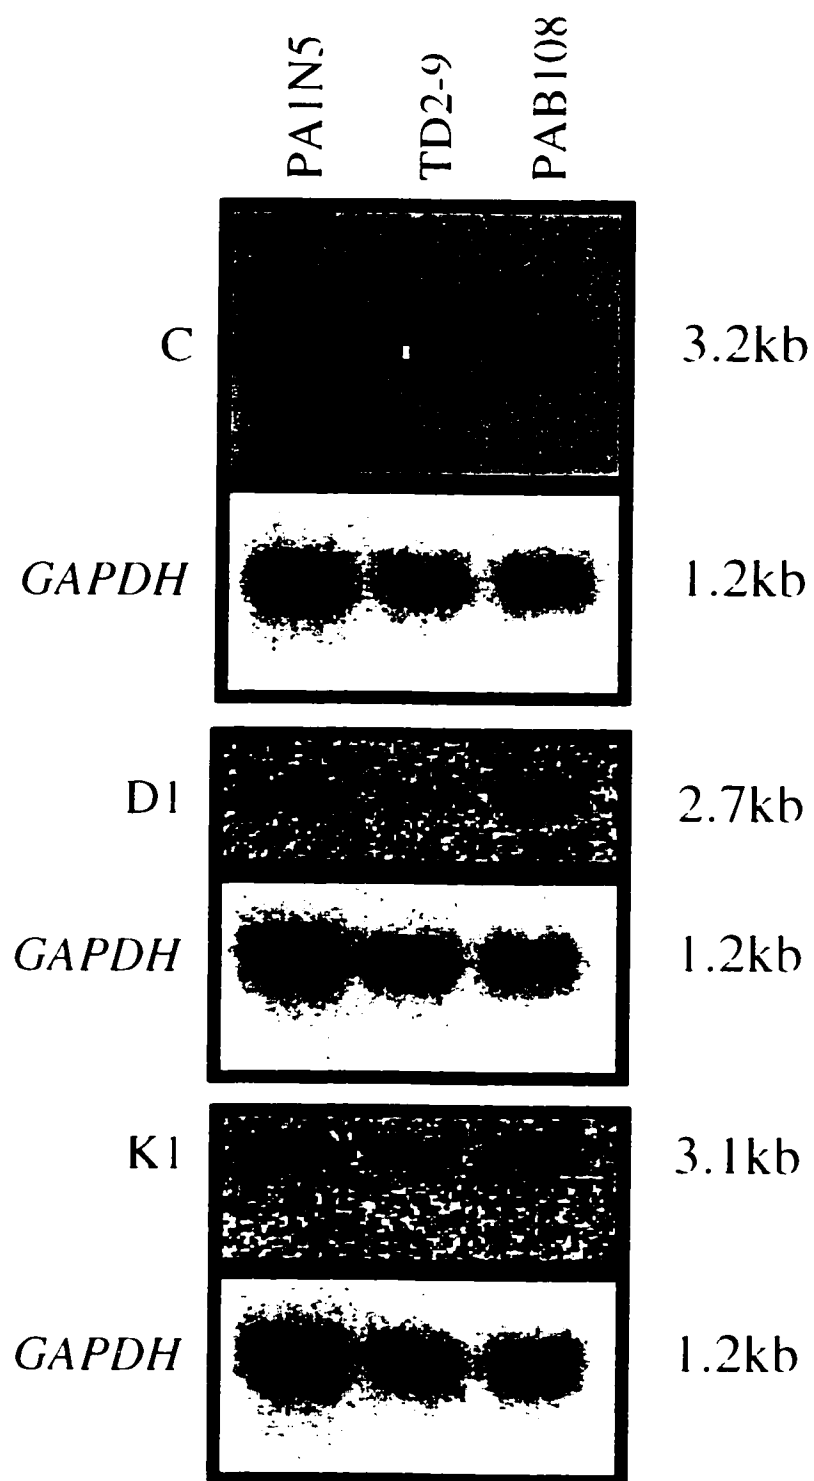 PA1N5 TD2-9 PAB108
C 3.2kb
GAPDH 1.2kb
D1 2.7kb
GAPDH 1.2kb
K1 3.1kb
GAPDH 1.2kb